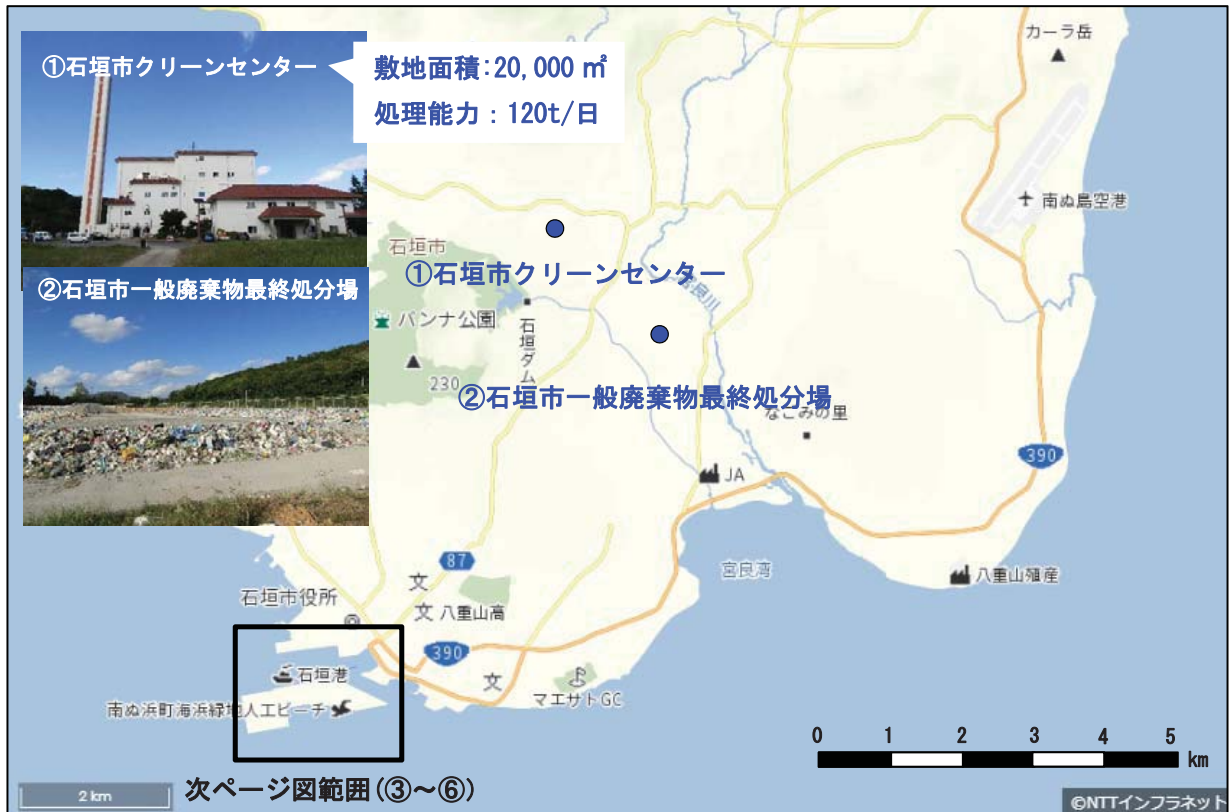 ①石垣市クリーンセンター
敷地面積:20,000 ㎡
処理能力：120t/日
②石垣市一般廃棄物最終処分場
カーラ岳
南ぬ島空港
石垣市
①石垣市クリーンセンター
宮良川
バンナ公園
石垣ダム
230
②石垣市一般廃棄物最終処分場
なごみの里
390
JA
宮良湾
八重山殖産
87
文
石垣市役所
文 八重山高
390
石垣港
文
マエサトGC
南ぬ浜町海浜緑地人工ビーチ
0 1 2 3 4 5
km
2 km
次ページ図範囲(③～⑥)
©NTTインフラネット